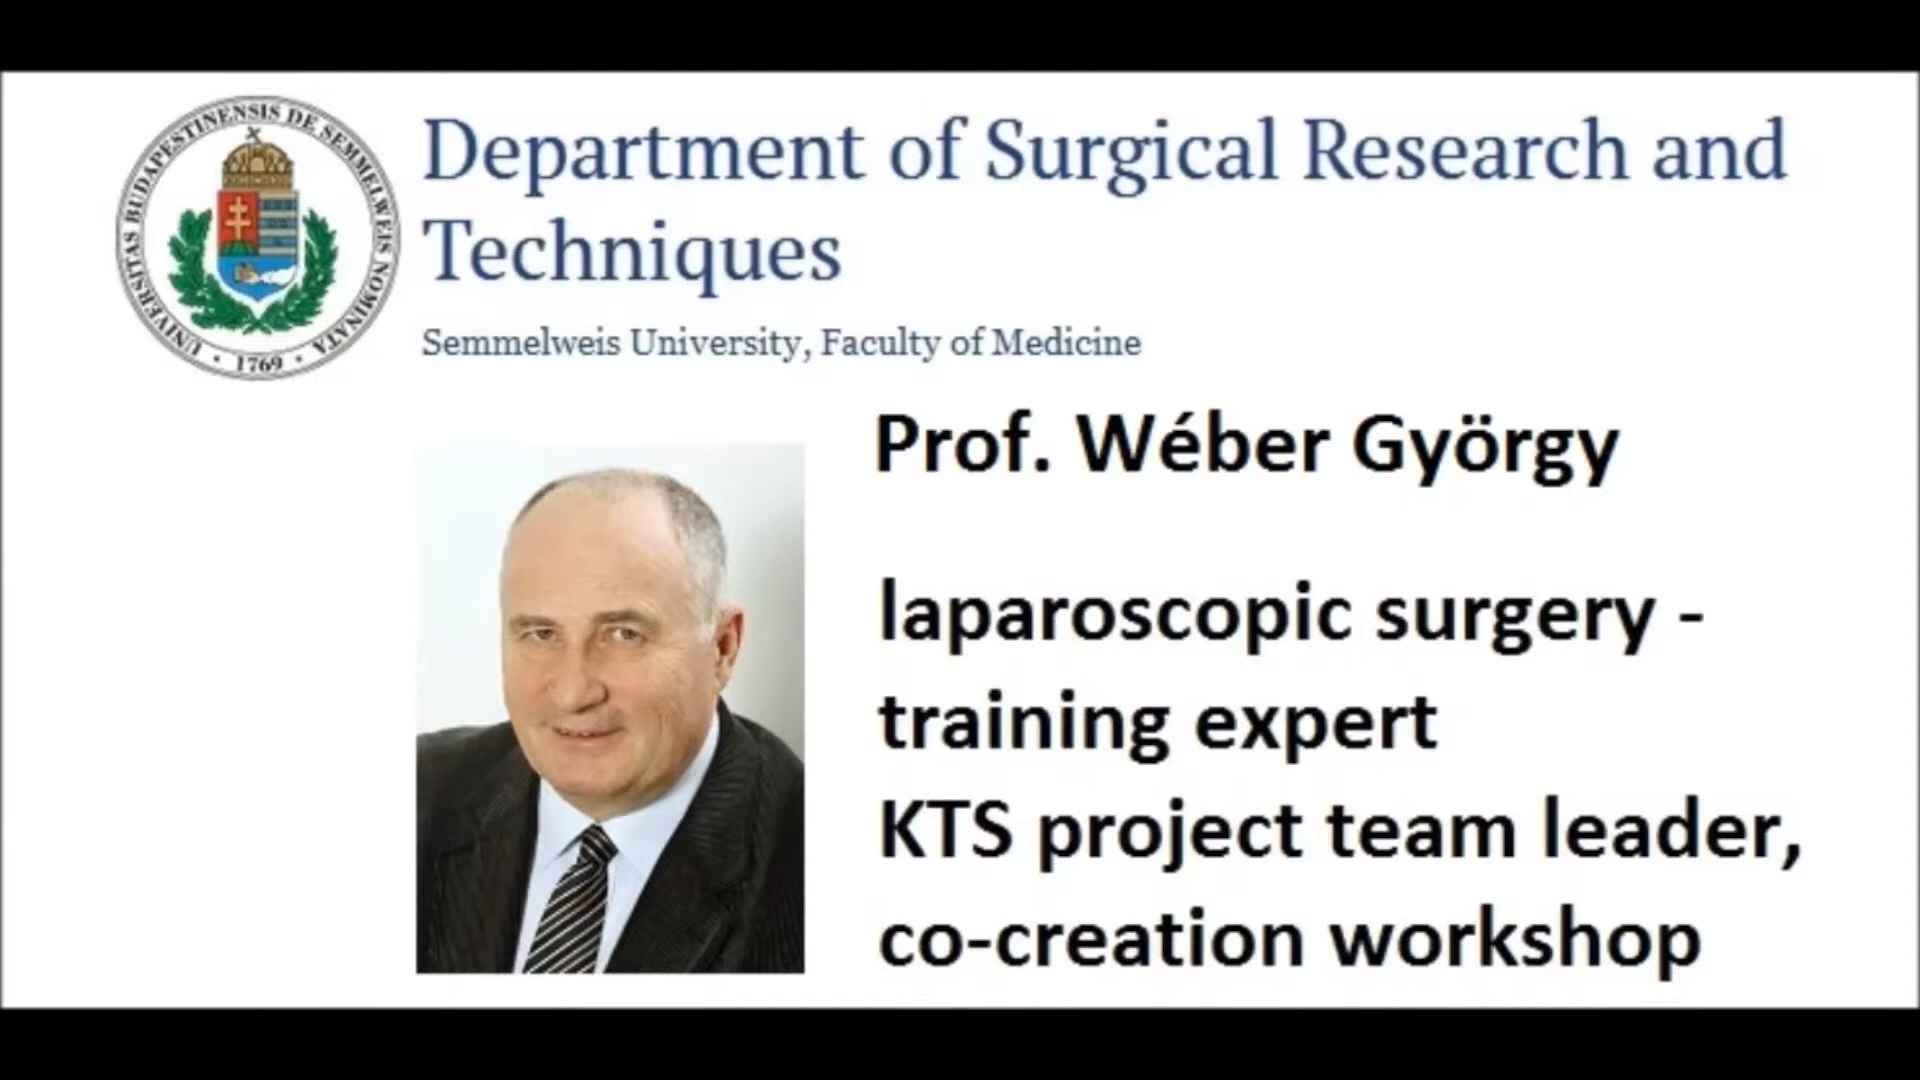 UNIVERSITAS BUDAPESTINENSIS DE SEMMELWEIS NOMINATA
• 1769 •
Department of Surgical Research and
Techniques
Semmelweis University, Faculty of Medicine
Prof. Wéber György
laparoscopic surgery -
training expert
KTS project team leader,
co-creation workshop